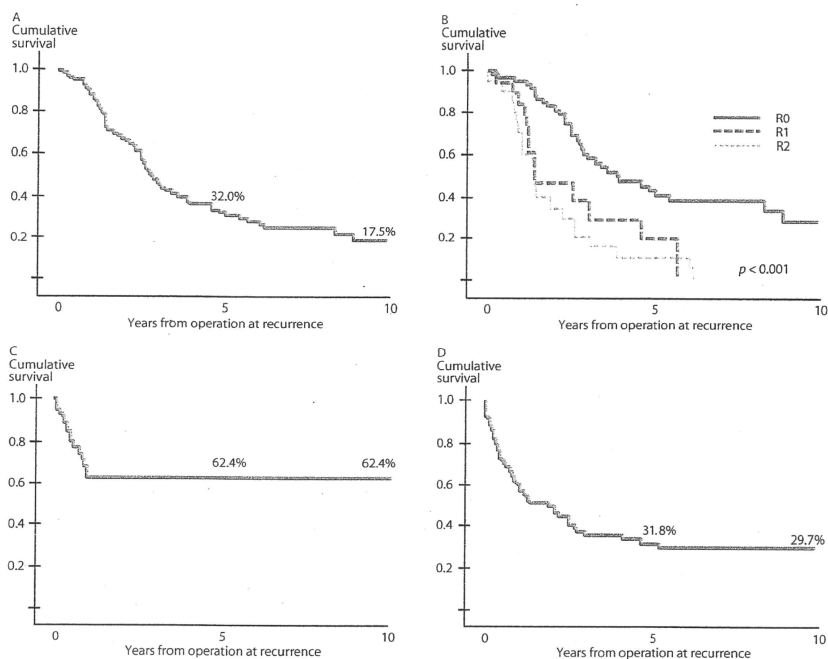 A
Cumulative
survival
1.0
0.8
0.6
0.4
0.2
32.0%
17.5%
0
5
10
Years from operation at recurrence
B
Cumulative
survival
1.0
0.8
0.6
0.4
0.2
R0
R1
R2
p < 0.001
0
5
10
Years from operation at recurrence
C
Cumulative
survival
1.0
0.8
0.6
0.4
0.2
62.4%
62.4%
0
5
10
Years from operation at recurrence
D
Cumulative
survival
1.0
0.8
0.6
0.4
0.2
31.8%
29.7%
0
5
10
Years from operation at recurrence